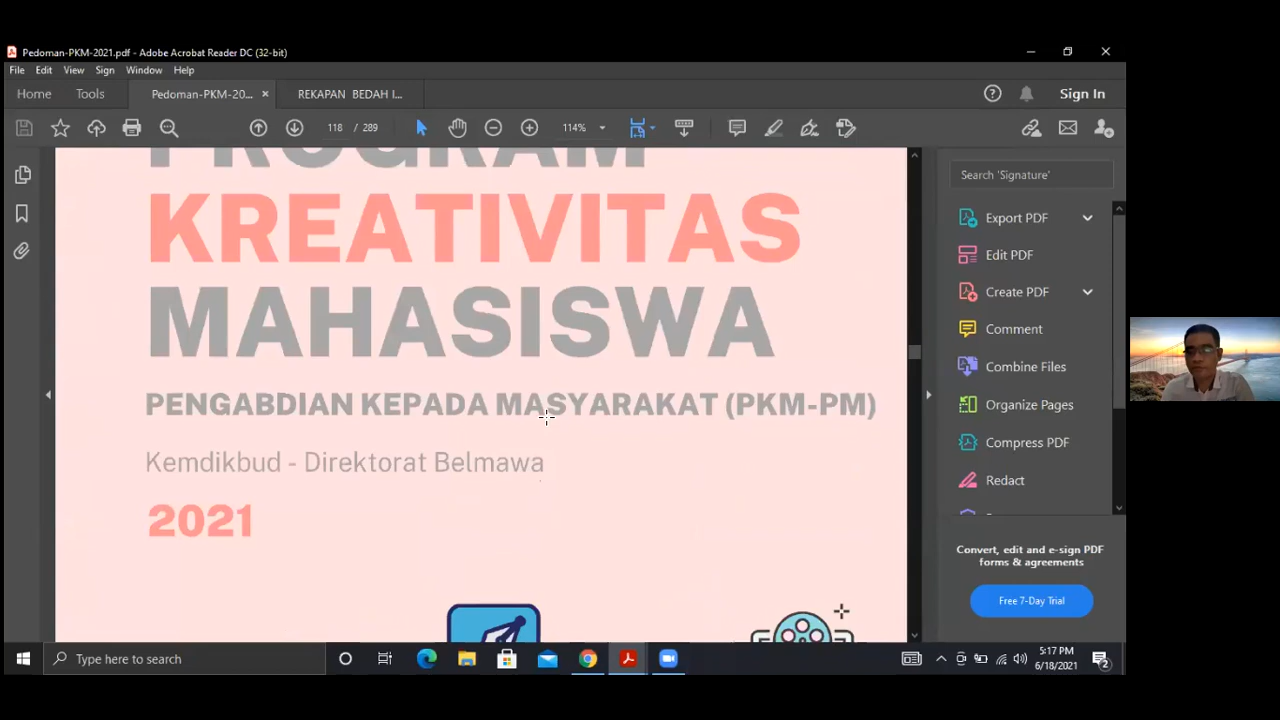 Pedoman-PKM-2021.pdf - Adobe Acrobat Reader DC (32-bit)
File Edit View Sign Window Help
Home Tools Pedoman-PKM-20... × REKAPAN BEDAH I... Sign In
118 / 289 114%
PROGRAM
KREATIVITAS
MAHASISWA
PENGABDIAN KEPADA MASYARAKAT (PKM-PM)
Kemdikbud - Direktorat Belmawa
2021
Search 'Signature'
Export PDF
Edit PDF
Create PDF
Comment
Combine Files
Organize Pages
Compress PDF
Redact
Convert, edit and e-sign PDF
forms & agreements
Free 7-Day Trial
Type here to search
5:17 PM
6/18/2021
2